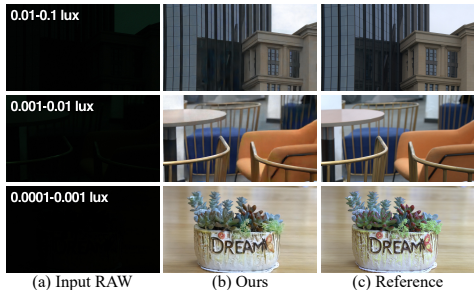 0.01-0.1 lux
0.001-0.01 lux
0.0001-0.001 lux
DREAM
DREAM
(a) Input RAW (b) Ours (c) Reference